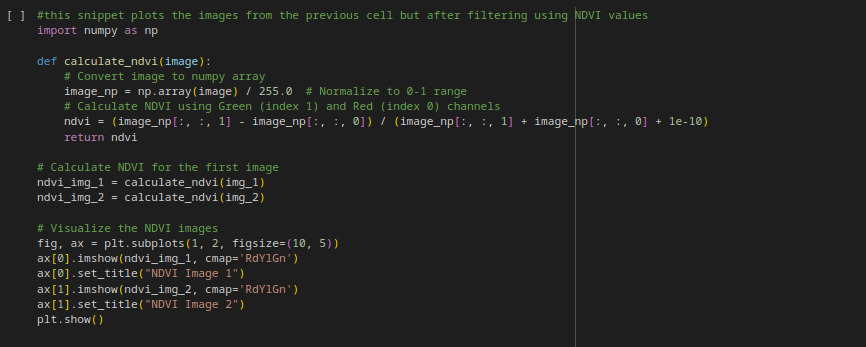 [ ] #this snippet plots the images from the previous cell but after filtering using NDVI values
import numpy as np

def calculate_ndvi(image):
    # Convert image to numpy array
    image_np = np.array(image) / 255.0  # Normalize to 0-1 range
    # Calculate NDVI using Green (index 1) and Red (index 0) channels
    ndvi = (image_np[:, :, 1] - image_np[:, :, 0]) / (image_np[:, :, 1] + image_np[:, :, 0] + 1e-10)
    return ndvi

# Calculate NDVI for the first image
ndvi_img_1 = calculate_ndvi(img_1)
ndvi_img_2 = calculate_ndvi(img_2)

# Visualize the NDVI images
fig, ax = plt.subplots(1, 2, figsize=(10, 5))
ax[0].imshow(ndvi_img_1, cmap='RdYlGn')
ax[0].set_title("NDVI Image 1")
ax[1].imshow(ndvi_img_2, cmap='RdYlGn')
ax[1].set_title("NDVI Image 2")
plt.show()